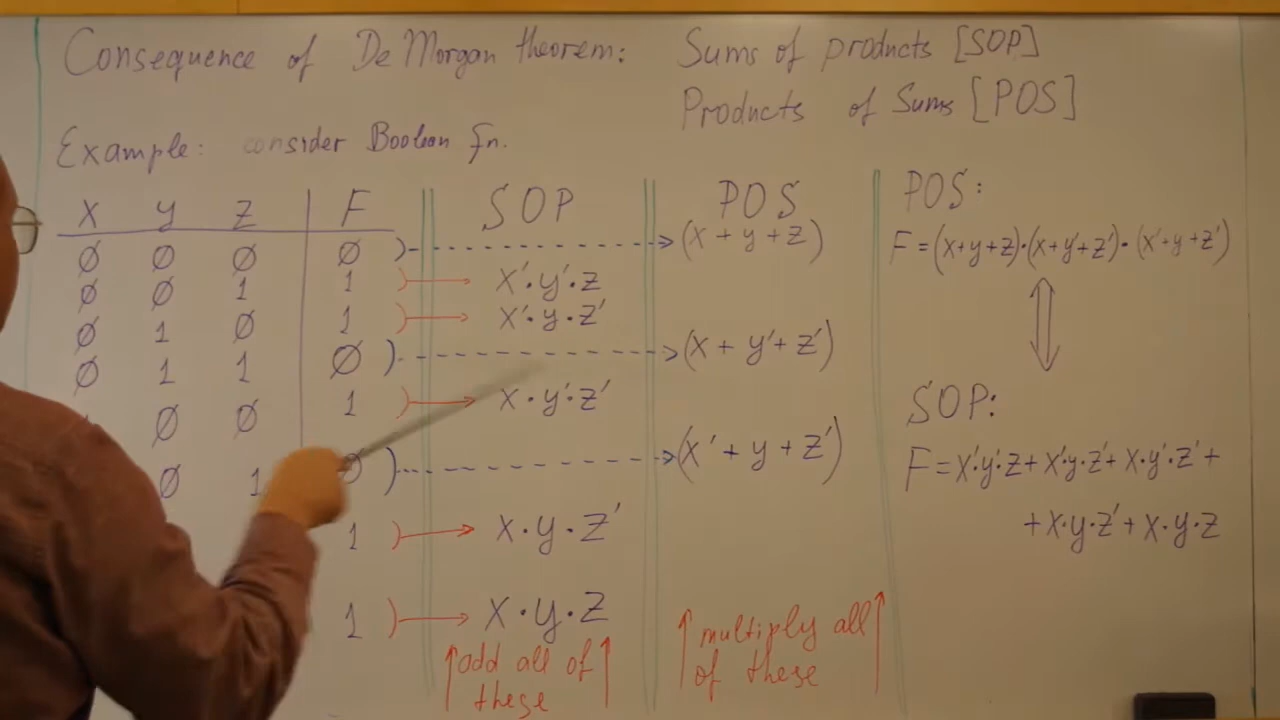 Consequence of De Morgan theorem: Sums of products [SOP]
Products of Sums [POS]
Example: consider Boolean Fn.
X Y Z F SOP POS POS:
Ø Ø Ø Ø (X + Y + Z) F = (X+Y+Z)·(X+Y'+Z')·(X'+Y+Z')
Ø Ø 1 1 X'·Y'·Z
Ø 1 Ø 1 X'·Y·Z'
Ø 1 1 Ø (X + Y' + Z')
Ø Ø 1 X·Y'·Z' SOP:
Ø 1 Ø (X' + Y + Z') F = X'·Y'·Z + X'·Y·Z' + X·Y'·Z' +
1 X·Y·Z' + X·Y·Z' + X·Y·Z
1 X·Y·Z
add all of these
multiply all of these